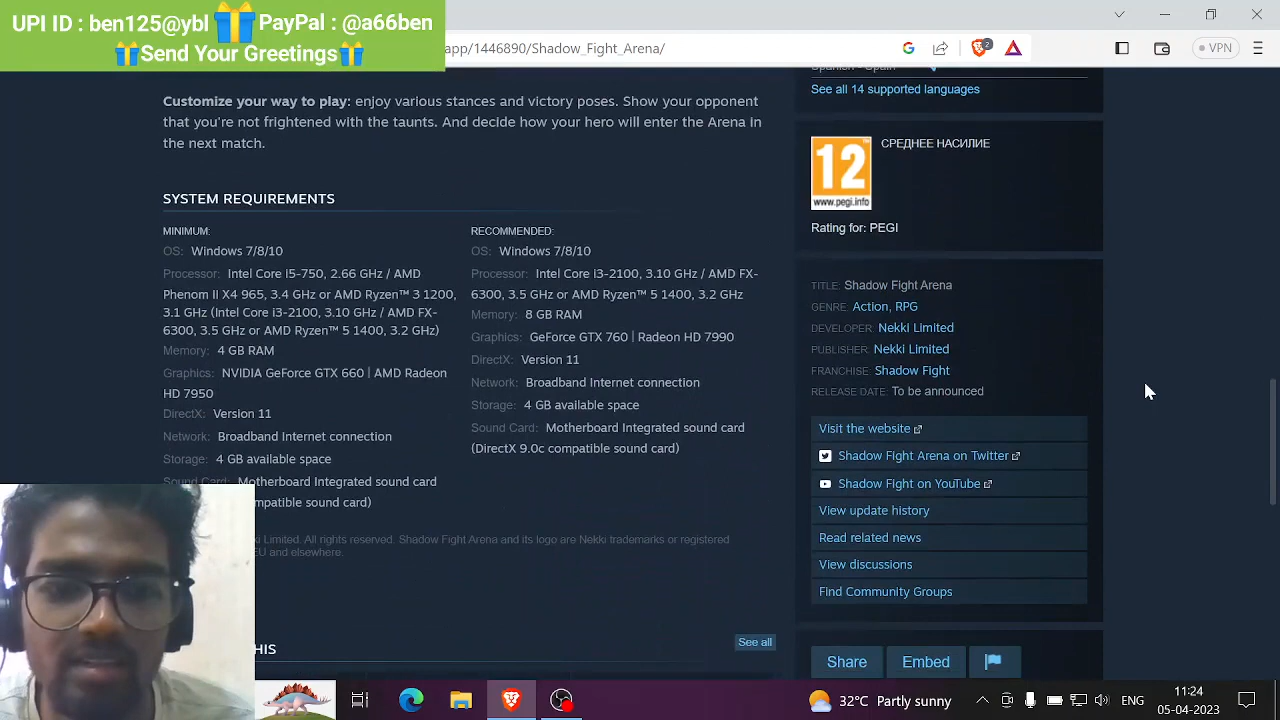 UPI ID : ben125@ybl PayPal : @a66ben
Send Your Greetings
app/1446890/Shadow_Fight_Arena/
2
VPN
Customize your way to play: enjoy various stances and victory poses. Show your opponent
that you're not frightened with the taunts. And decide how your hero will enter the Arena in
the next match.
SYSTEM REQUIREMENTS
MINIMUM:
OS: Windows 7/8/10
Processor: Intel Core i5-750, 2.66 GHz / AMD
Phenom II X4 965, 3.4 GHz or AMD Ryzen™ 3 1200,
3.1 GHz (Intel Core i3-2100, 3.10 GHz / AMD FX-
6300, 3.5 GHz or AMD Ryzen™ 5 1400, 3.2 GHz)
Memory: 4 GB RAM
Graphics: NVIDIA GeForce GTX 660 | AMD Radeon
HD 7950
DirectX: Version 11
Network: Broadband Internet connection
Storage: 4 GB available space
Sound Card: Motherboard Integrated sound card
compatible sound card)
RECOMMENDED:
OS: Windows 7/8/10
Processor: Intel Core i3-2100, 3.10 GHz / AMD FX-
6300, 3.5 GHz or AMD Ryzen™ 5 1400, 3.2 GHz
Memory: 8 GB RAM
Graphics: GeForce GTX 760 | Radeon HD 7990
DirectX: Version 11
Network: Broadband Internet connection
Storage: 4 GB available space
Sound Card: Motherboard Integrated sound card
(DirectX 9.0c compatible sound card)
Limited. All rights reserved. Shadow Fight Arena and its logo are Nekki trademarks or registered
EU and elsewhere.
HIS
See all
Spanish - Spain
See all 14 supported languages
12
www.pegi.info
СРЕДНЕЕ НАСИЛИЕ
Rating for: PEGI
TITLE: Shadow Fight Arena
GENRE: Action, RPG
DEVELOPER: Nekki Limited
PUBLISHER: Nekki Limited
FRANCHISE: Shadow Fight
RELEASE DATE: To be announced
Visit the website
Shadow Fight Arena on Twitter
Shadow Fight on YouTube
View update history
Read related news
View discussions
Find Community Groups
Share
Embed
32°C Mostly sunny
11:24
05-04-2023